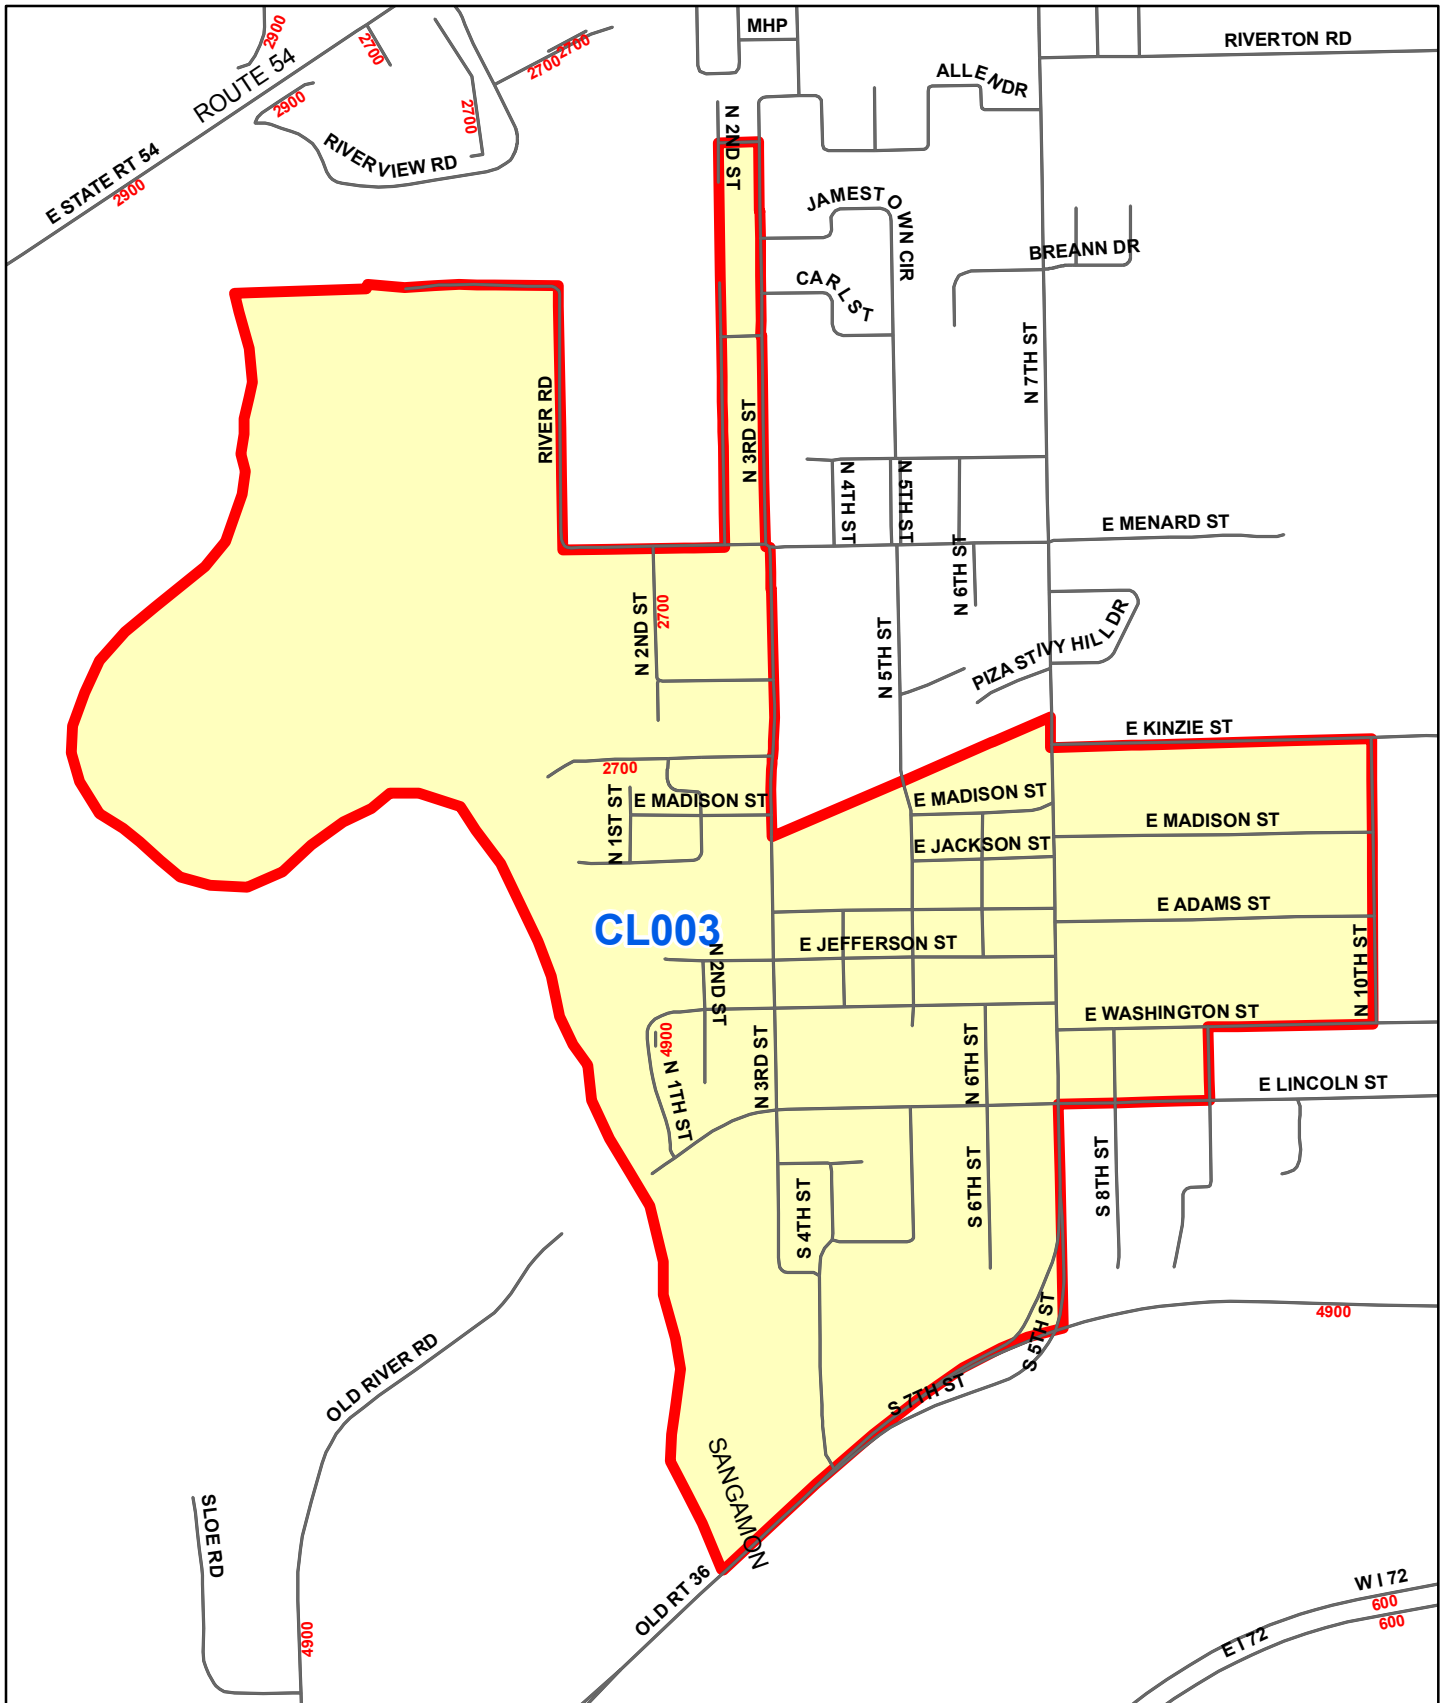 MHP
RIVERTON RD
2900
2700
2700
2700
ROUTE 54
ALLENDR
2900
2700
N 2ND ST
RIVERVIEW RD
E STATE RT 54
2900
JAMESTOWN CIR
BREANN DR
CARL ST
N 7TH ST
RIVER RD
N 3RD ST
N 4TH ST
N 5TH ST
E MENARD ST
N 6TH ST
N 2ND ST
2700
N 5TH ST
PIZA ST
IVY HILL DR
E KINZIE ST
2700
N 1ST ST
E MADISON ST
E MADISON ST
E MADISON ST
E JACKSON ST
E ADAMS ST
CL003
E JEFFERSON ST
N 2ND ST
N 10TH ST
E WASHINGTON ST
4900
N 1TH ST
N 3RD ST
N 6TH ST
E LINCOLN ST
S 4TH ST
S 6TH ST
S 8TH ST
S 5TH ST
4900
OLD RIVER RD
S 7TH ST
SANGAMON
SLOE RD
OLD RT 36
W I 72
600
600
E I 72
4900